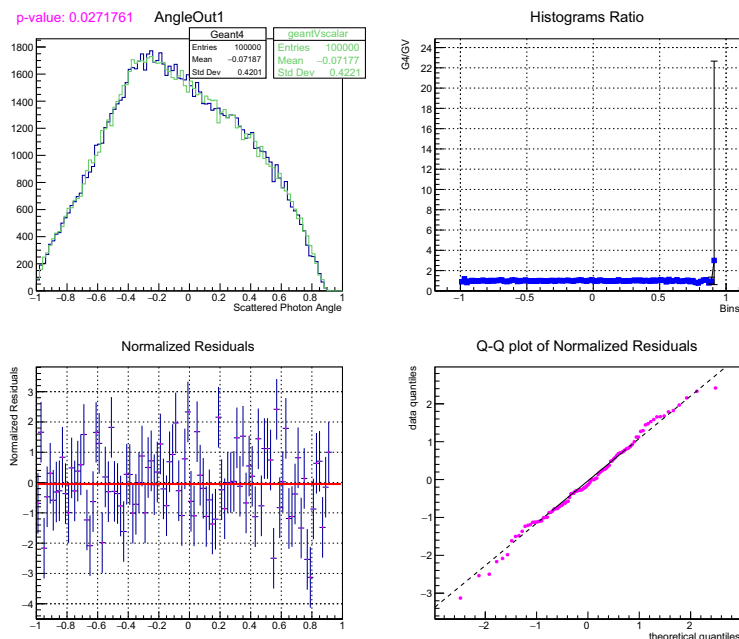 p-value: 0.0271761
AngleOut1
Geant4
Entries 100000
Mean −0.07187
Std Dev 0.4201
geantVscalar
Entries 100000
Mean −0.07177
Std Dev 0.4221
1800
1600
1400
1200
1000
800
600
400
200
0
−1 −0.8 −0.6 −0.4 −0.2 0 0.2 0.4 0.6 0.8 1
Scattered Photon Angle
Histograms Ratio
G4/GV
24
22
20
18
16
14
12
10
8
6
4
2
0
−1 −0.5 0 0.5 1
Bins
Normalized Residuals
Normalized Residuals
3
2
1
0
−1
−2
−3
−4
−1 −0.8 −0.6 −0.4 −0.2 0 0.2 0.4 0.6 0.8 1
Q-Q plot of Normalized Residuals
data quantiles
2
1
0
−1
−2
−3
−2 −1 0 1 2
theoretical quantiles